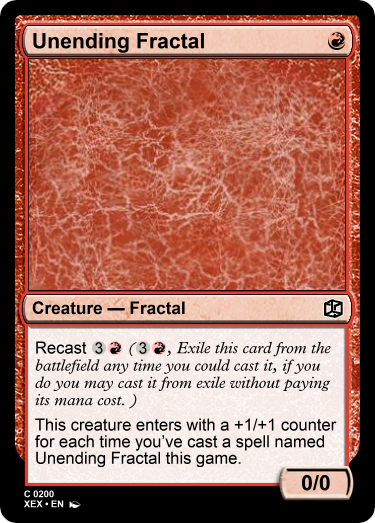 Unending Fractal
Creature — Fractal
Recast 3 (3, Exile this card from the
battlefield any time you could cast it, if you
do you may cast it from exile without paying
its mana cost. )
This creature enters with a +1/+1 counter
for each time you've cast a spell named
Unending Fractal this game.
0/0
C 0200
XEX • EN